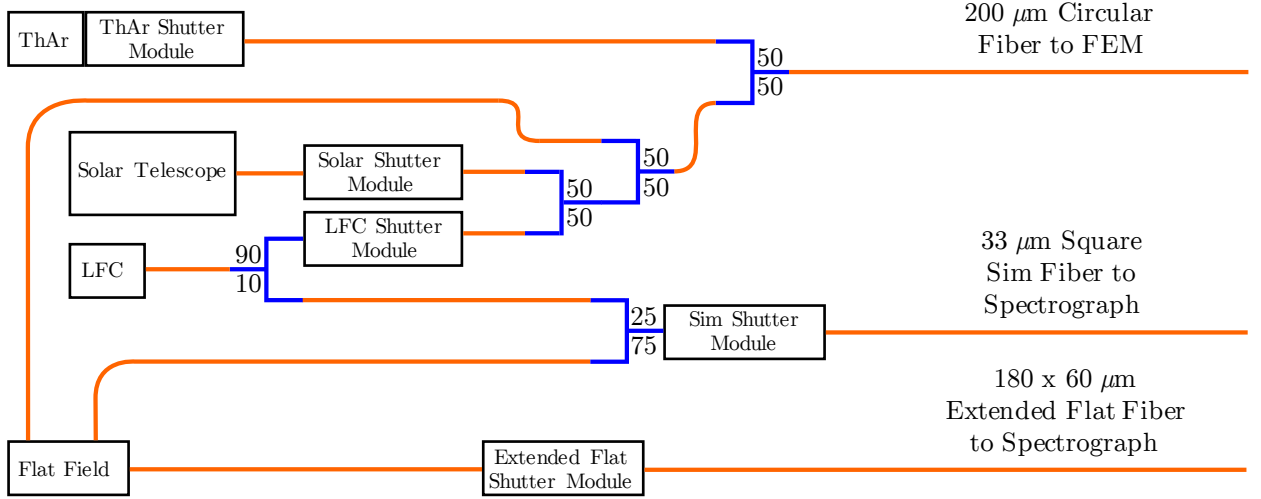 200 μm Circular
Fiber to FEM
ThAr
ThAr Shutter
Module
50
50
Solar Telescope
Solar Shutter
Module
50
50
50
50
LFC Shutter
Module
LFC
90
10
33 μm Square
Sim Fiber to
Spectrograph
25
75
Sim Shutter
Module
180 x 60 μm
Extended Flat Fiber
to Spectrograph
Flat Field
Extended Flat
Shutter Module